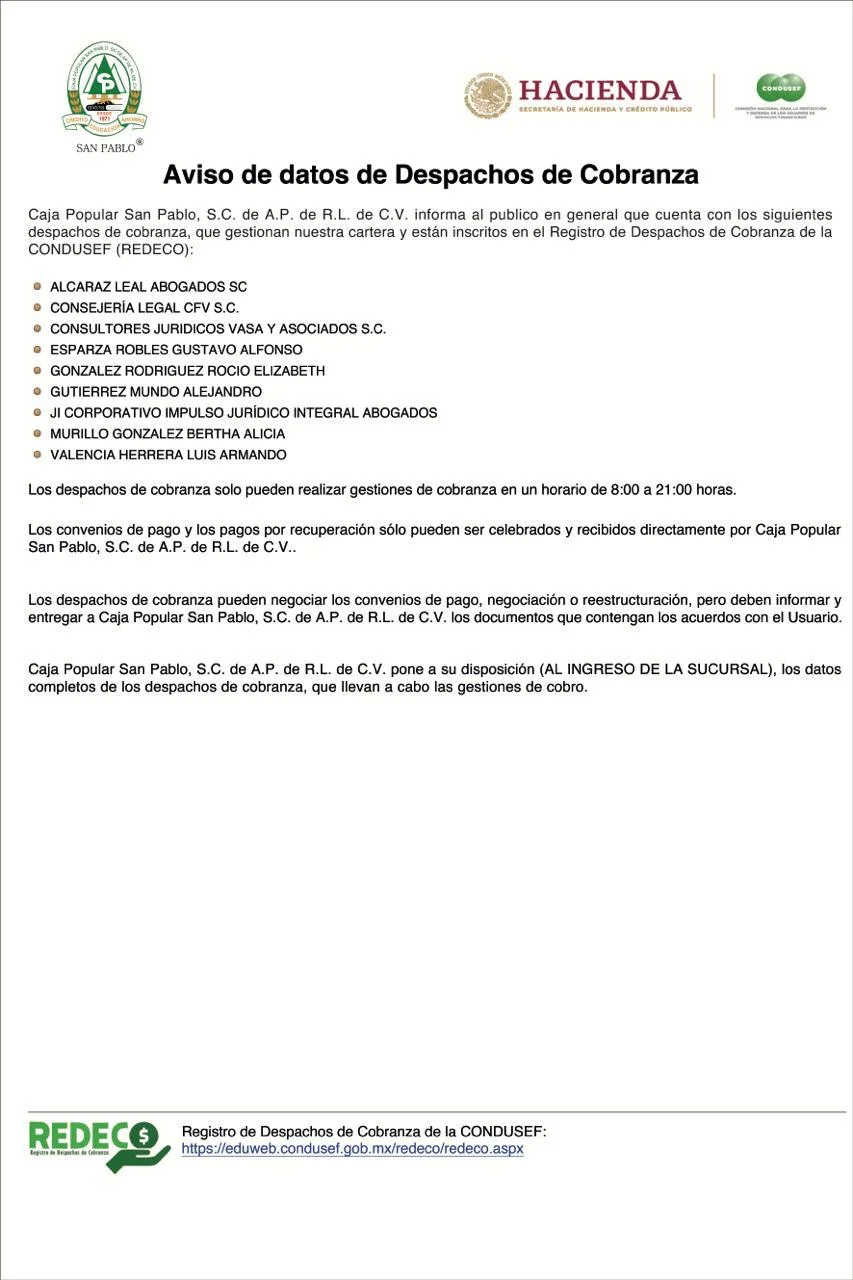 CAJA POPULAR SAN PABLO S.C. DE A.P. DE R.L. DE C.V.
SP
DESDE
1971
CRÉDITO EDUCACIÓN AHORRO
SAN PABLO®
ESTADOS UNIDOS MEXICANOS
HACIENDA
SECRETARÍA DE HACIENDA Y CRÉDITO PÚBLICO
CONDUSEF
COMISIÓN NACIONAL PARA LA PROTECCIÓN
Y DEFENSA DE LOS USUARIOS DE
SERVICIOS FINANCIEROS
Aviso de datos de Despachos de Cobranza
Caja Popular San Pablo, S.C. de A.P. de R.L. de C.V. informa al publico en general que cuenta con los siguientes
despachos de cobranza, que gestionan nuestra cartera y están inscritos en el Registro de Despachos de Cobranza de la
CONDUSEF (REDECO):
ALCARAZ LEAL ABOGADOS SC
CONSEJERÍA LEGAL CFV S.C.
CONSULTORES JURIDICOS VASA Y ASOCIADOS S.C.
ESPARZA ROBLES GUSTAVO ALFONSO
GONZALEZ RODRIGUEZ ROCIO ELIZABETH
GUTIERREZ MUNDO ALEJANDRO
JI CORPORATIVO IMPULSO JURÍDICO INTEGRAL ABOGADOS
MURILLO GONZALEZ BERTHA ALICIA
VALENCIA HERRERA LUIS ARMANDO
Los despachos de cobranza solo pueden realizar gestiones de cobranza en un horario de 8:00 a 21:00 horas.
Los convenios de pago y los pagos por recuperación sólo pueden ser celebrados y recibidos directamente por Caja Popular
San Pablo, S.C. de A.P. de R.L. de C.V..
Los despachos de cobranza pueden negociar los convenios de pago, negociación o reestructuración, pero deben informar y
entregar a Caja Popular San Pablo, S.C. de A.P. de R.L. de C.V. los documentos que contengan los acuerdos con el Usuario.
Caja Popular San Pablo, S.C. de A.P. de R.L. de C.V. pone a su disposición (AL INGRESO DE LA SUCURSAL), los datos
completos de los despachos de cobranza, que llevan a cabo las gestiones de cobro.
REDECO
Registro de Despachos de Cobranza
Registro de Despachos de Cobranza de la CONDUSEF:
https://eduweb.condusef.gob.mx/redeco/redeco.aspx